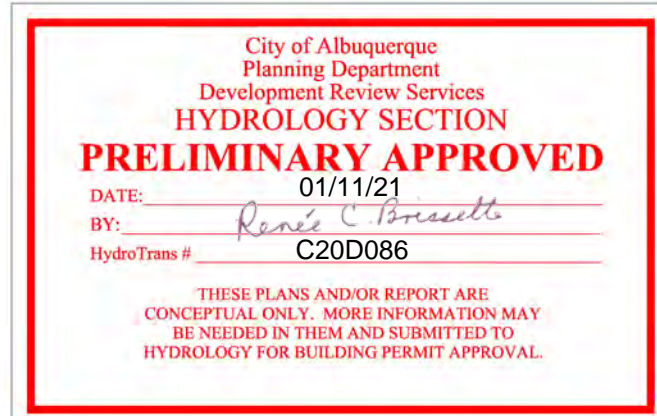 City of Albuquerque
Planning Department
Development Review Services
HYDROLOGY SECTION
PRELIMINARY APPROVED
DATE: 01/11/21
BY: Renée C. Brissette
HydroTrans # C20D086
THESE PLANS AND/OR REPORT ARE
CONCEPTUAL ONLY. MORE INFORMATION MAY
BE NEEDED IN THEM AND SUBMITTED TO
HYDROLOGY FOR BUILDING PERMIT APPROVAL.